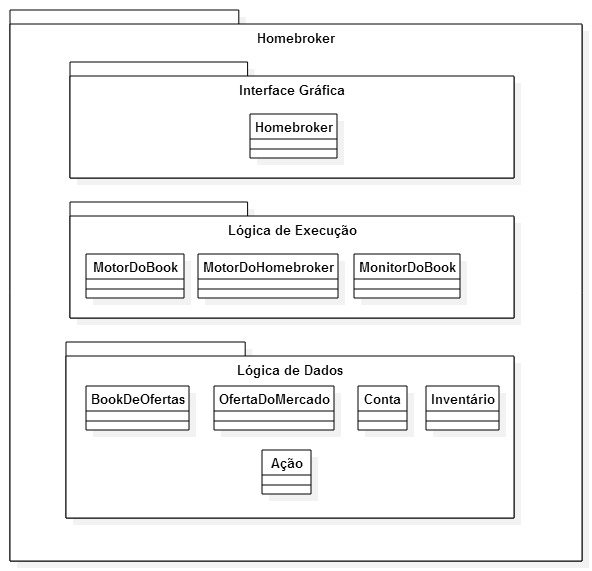 Homebroker
Interface Gráfica
Homebroker
Lógica de Execução
MotorDoBook MotorDoHomebroker MonitorDoBook
Lógica de Dados
BookDeOfertas OfertaDoMercado Conta Inventário
Ação